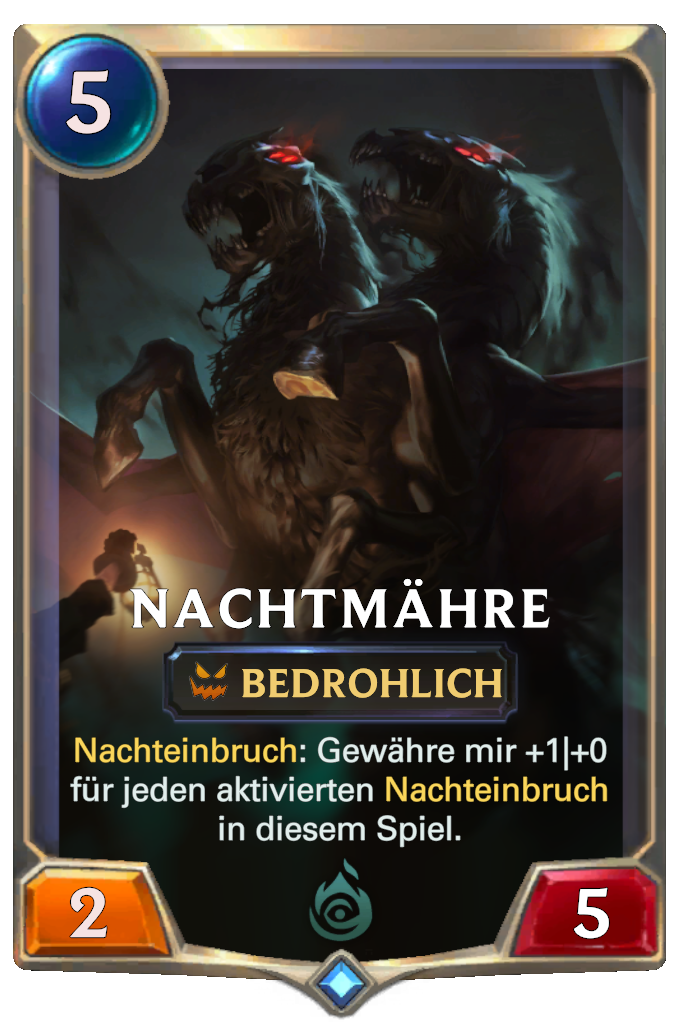 5
NACHTMÄHRE
BEDROHLICH
Nachteinbruch: Gewähre mir +1|+0
für jeden aktivierten Nachteinbruch
in diesem Spiel.
2
5